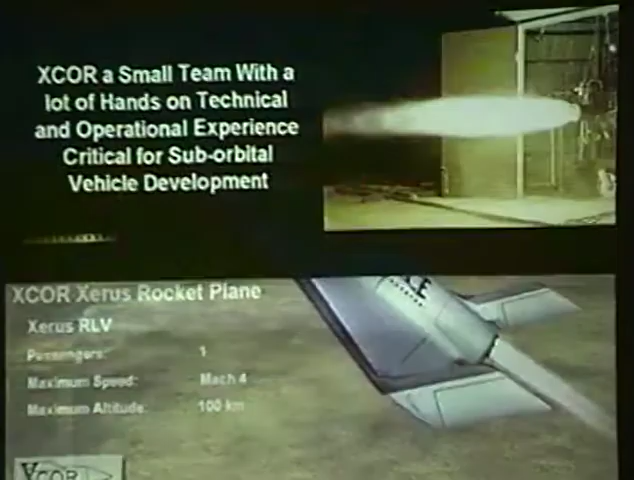 XCOR a Small Team With a
lot of Hands on Technical
and Operational Experience
Critical for Sub-orbital
Vehicle Development
XCOR Xerus Rocket Plane
Xerus RLV
Passengers: 1
Maximum Speed: Mach 4
Maximum Altitude: 100 km
XCOR